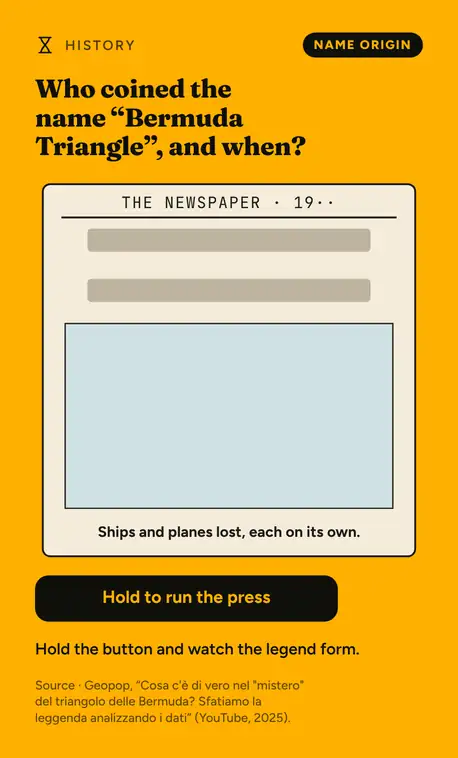 HISTORY
NAME ORIGIN
Who coined the
name “Bermuda
Triangle”, and when?
THE NEWSPAPER · 19··
Ships and planes lost, each on its own.
Hold to run the press
Hold the button and watch the legend form.
Source · Geopop, “Cosa c'è di vero nel "mistero"
del triangolo delle Bermuda? Sfatiamo la
leggenda analizzando i dati” (YouTube, 2025).